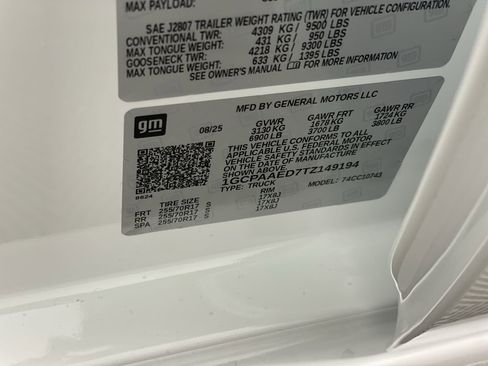 MAX PAYLOAD:
SAE J2807 TRAILER WEIGHT RATING (TWR) FOR VEHICLE CONFIGURATION.
CONVENTIONAL TWR: 4309 KG / 9500 LBS
MAX TONGUE WEIGHT: 431 KG / 950 LBS
GOOSENECK TWR: 4218 KG / 9300 LBS
MAX TONGUE WEIGHT: 633 KG / 1395 LBS
SEE OWNER'S MANUAL FOR MORE INFORMATION
MFD BY GENERAL MOTORS LLC
gm 08/25 GVWR GAWR FRT GAWR RR
3130 KG 1678 KG 1724 KG
6900 LB 3700 LB 3800 LB
THIS VEHICLE CONFORMS TO ALL
APPLICABLE U.S. FEDERAL MOTOR
VEHICLE SAFETY STANDARDS IN EFFECT
ON THE DATE OF MANUFACTURE
SHOWN ABOVE.
1GCPAAED7TZ149194
TYPE: TRUCK MODEL: 74CC10743
TIRE SIZE RIM
FRT 255/70R17 S 17X8J
RR 255/70R17 S 17X8J
SPA 255/70R17 S 17X8J